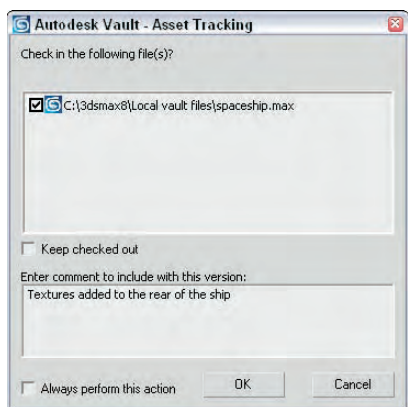 Autodesk Vault - Asset Tracking
Check in the following file(s)?
C:\3dsmax8\Local vault files\spaceship.max
Keep checked out
Enter comment to include with this version:
Textures added to the rear of the ship
Always perform this action
OK
Cancel